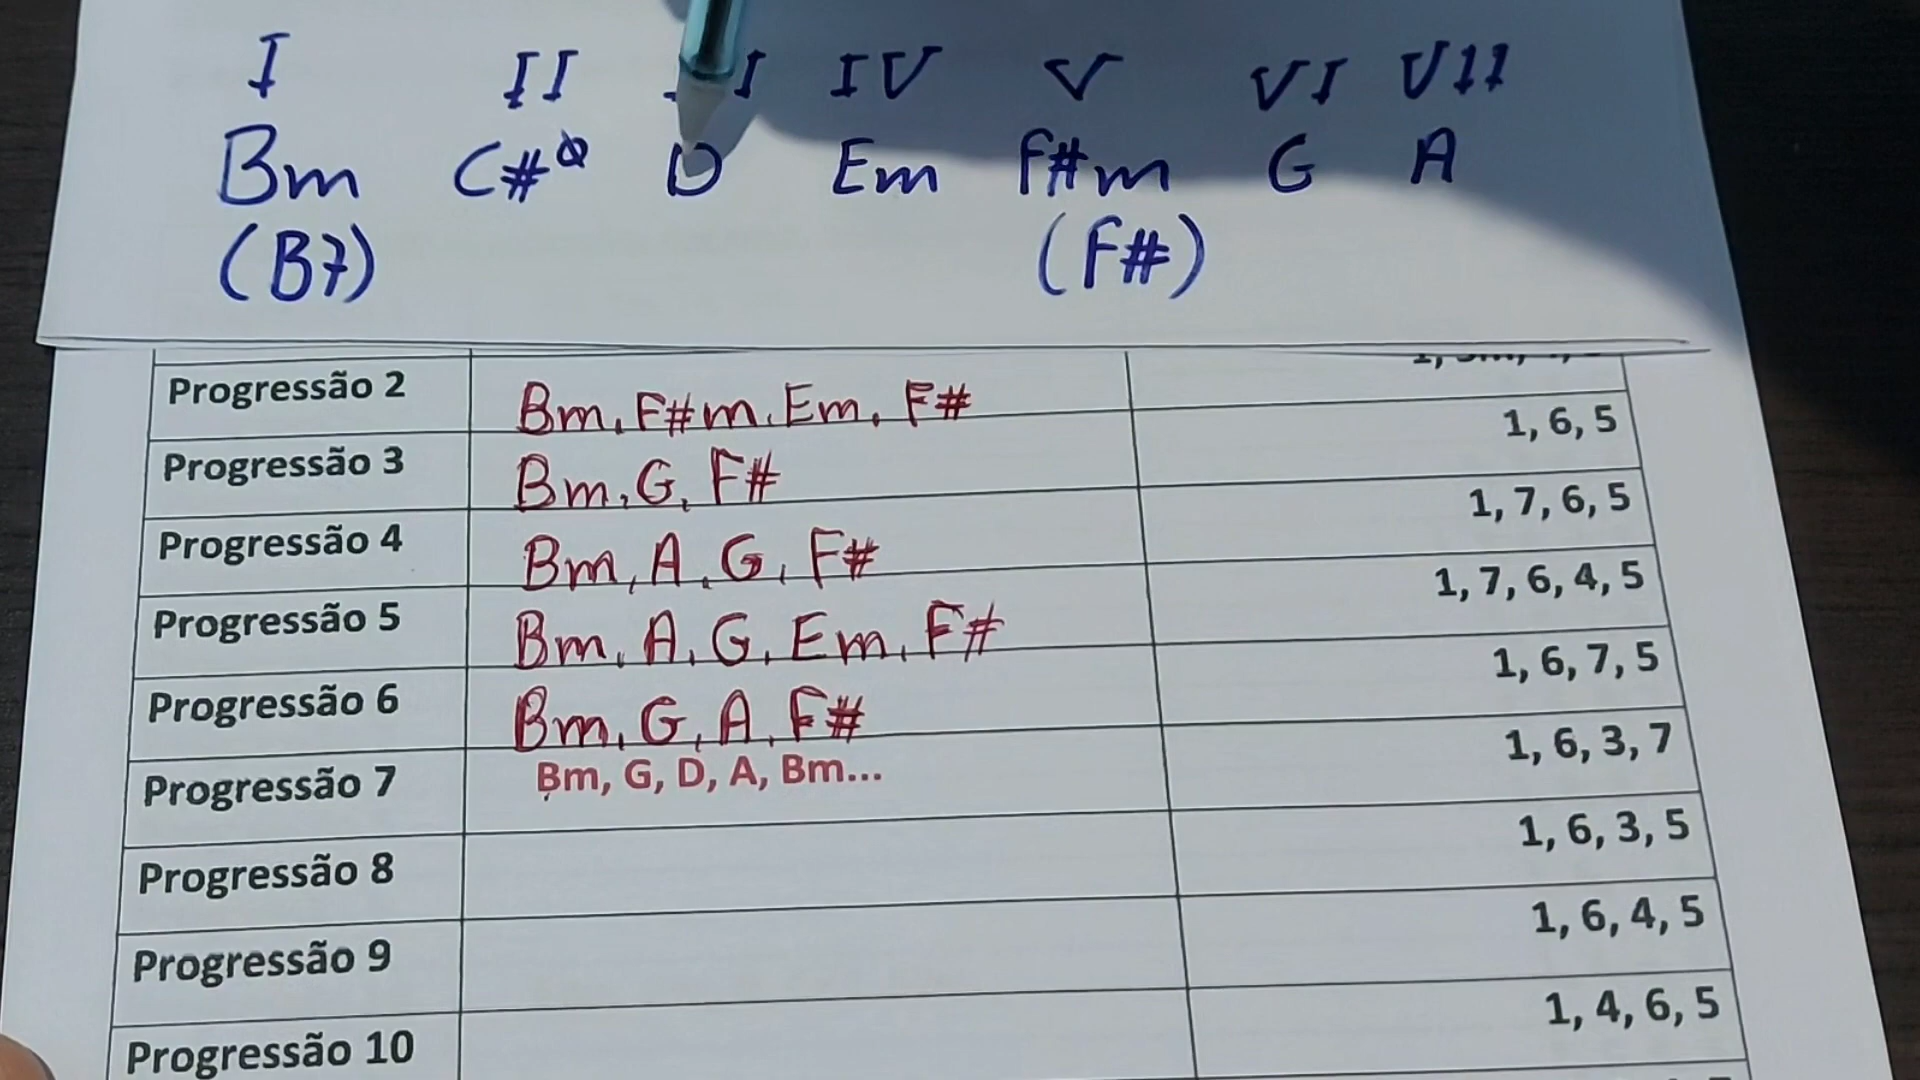 I II IV V VI VII
Bm C#ø D Em F#m G A
(B7) (F#)
Progressão 2 Bm, F#m, Em, F#
Progressão 3 Bm, G, F# 1, 6, 5
Progressão 4 Bm, A, G, F# 1, 7, 6, 5
Progressão 5 Bm, A, G, Em, F# 1, 7, 6, 4, 5
Progressão 6 Bm, G, A, F# 1, 6, 7, 5
Progressão 7 Bm, G, D, A, Bm... 1, 6, 3, 7
Progressão 8 1, 6, 3, 5
Progressão 9 1, 6, 4, 5
Progressão 10 1, 4, 6, 5